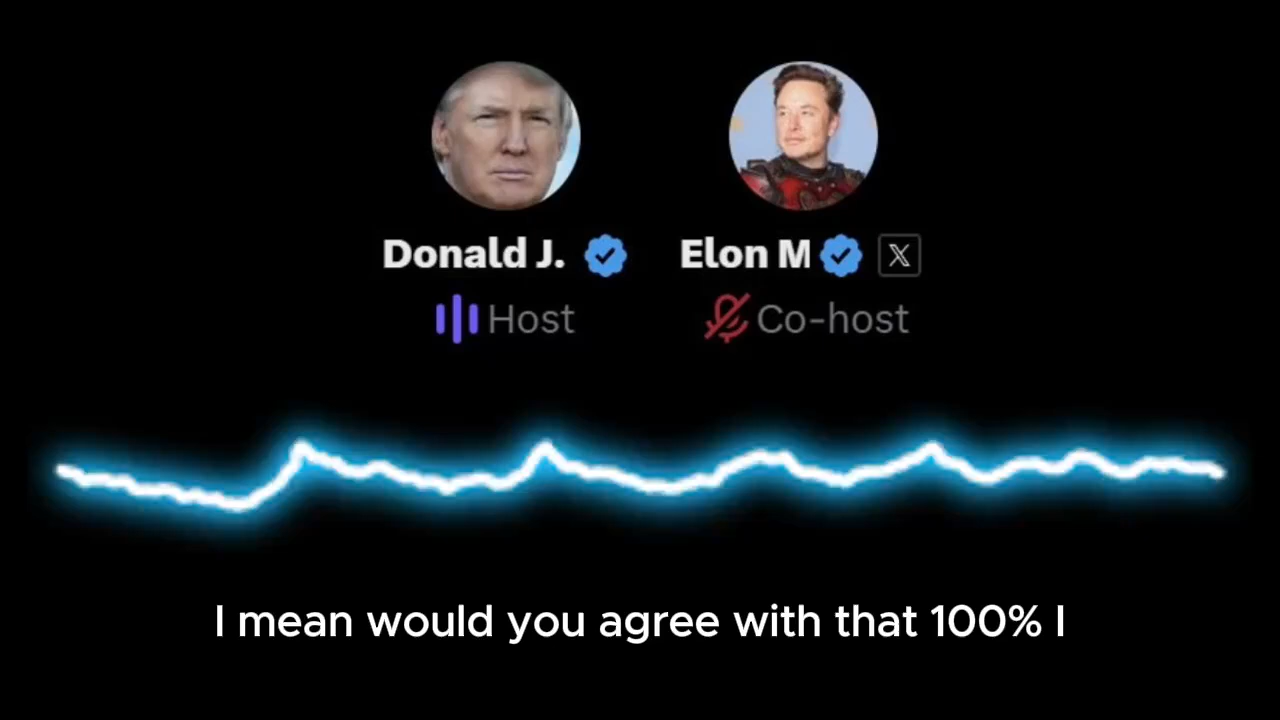 Donald J. Elon M X
Host Co-host
I mean would you agree with that 100% I